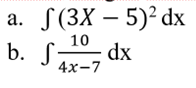 a. ∫(3X – 5)² dx
b. ∫ 10/4x−7 dx